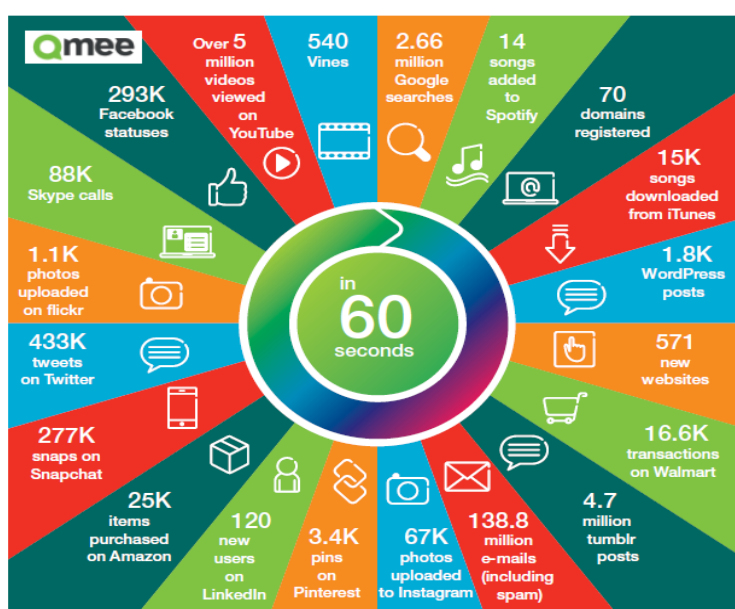 Qmee
Over 5
million
videos
viewed
on
YouTube
540
Vines
2.66
million
Google
searches
14
songs
added
to
Spotify
70
domains
registered
15K
songs
downloaded
from iTunes
1.8K
WordPress
posts
571
new
websites
16.6K
transactions
on Walmart
4.7
million
tumblr
posts
138.8
million
e-mails
(including
spam)
67K
photos
uploaded
to Instagram
3.4K
pins
on
Pinterest
120
new
users
on
LinkedIn
25K
items
purchased
on Amazon
277K
snaps on
Snapchat
433K
tweets
on Twitter
1.1K
photos
uploaded
on flickr
88K
Skype calls
293K
Facebook
statuses
in
60
seconds
@